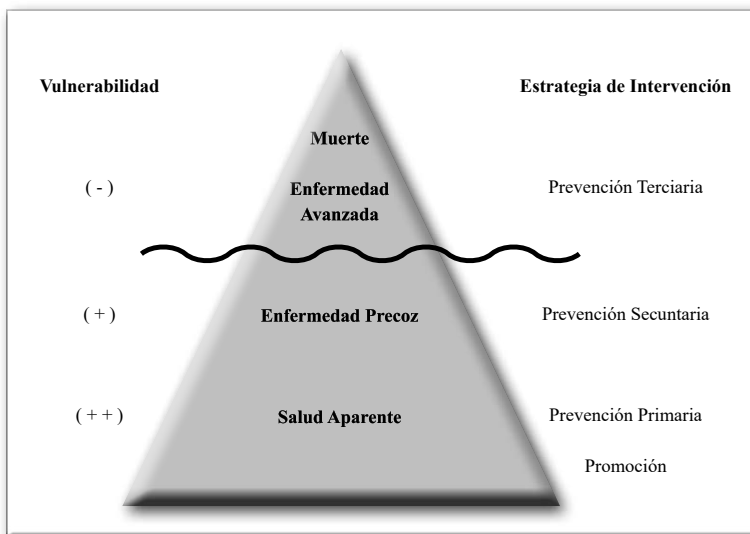 Vulnerabilidad
Estrategia de Intervención
Muerte
( - )
Enfermedad
Avanzada
Prevención Terciaria
( + )
Enfermedad Precoz
Prevención Secuntaria
( + + )
Salud Aparente
Prevención Primaria
Promoción